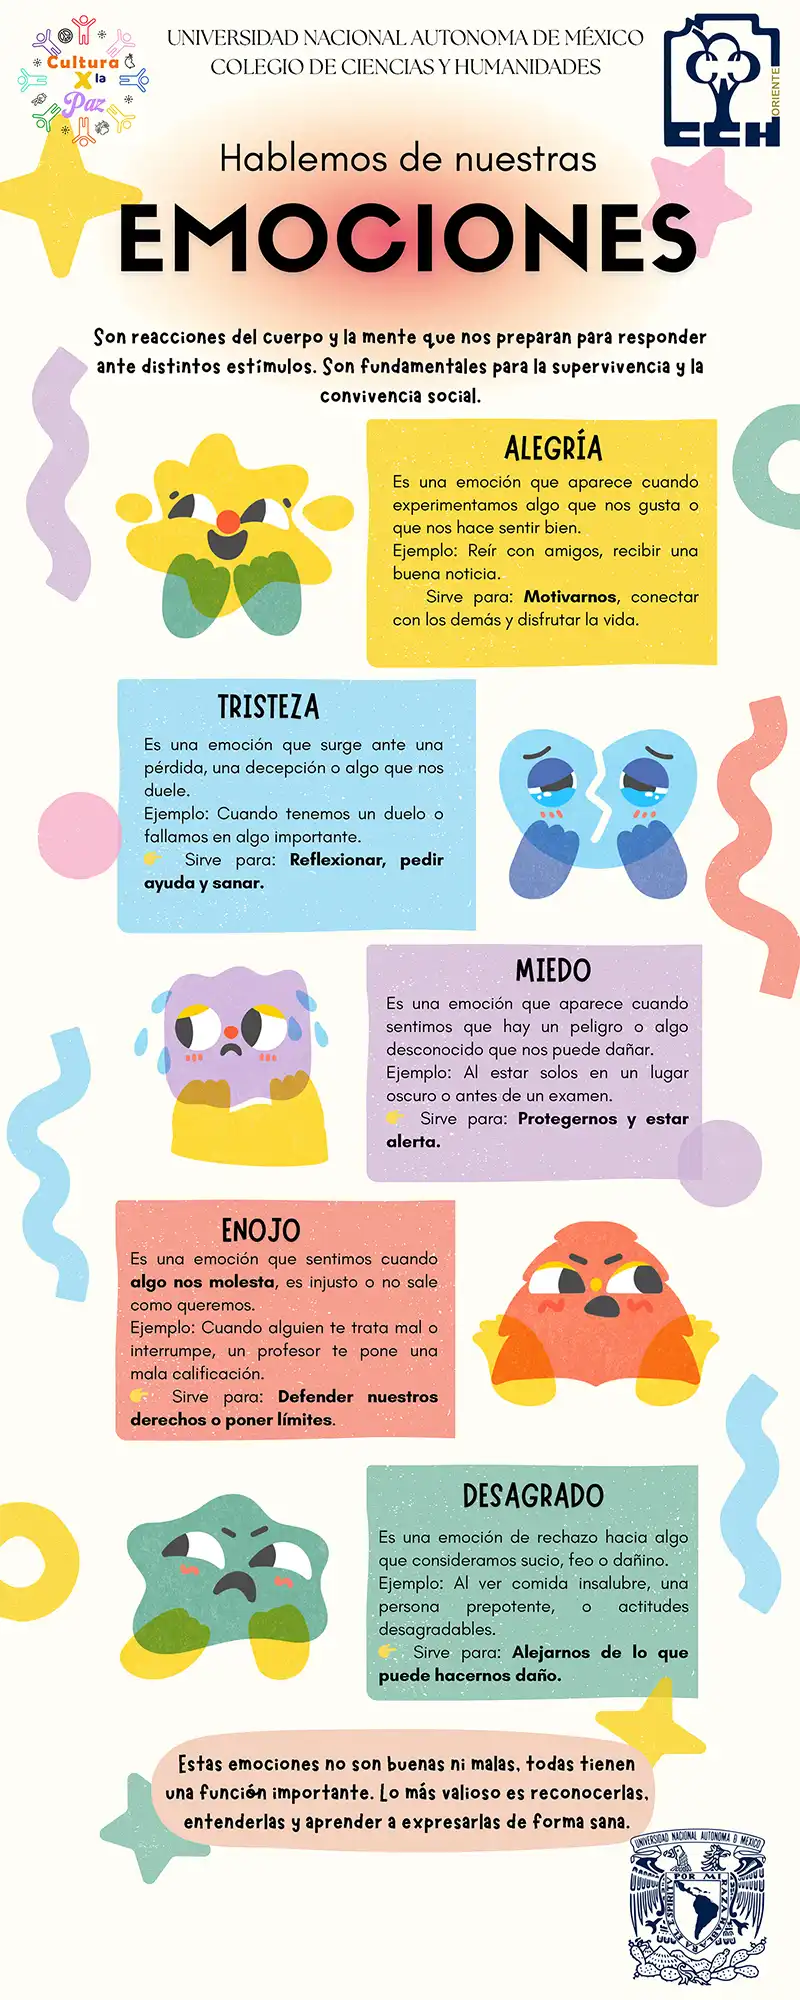 Cultura
X la
Paz
UNIVERSIDAD NACIONAL AUTONOMA DE MÉXICO
COLEGIO DE CIENCIAS Y HUMANIDADES
CCH
ORIENTE
Hablemos de nuestras
EMOCIONES
Son reacciones del cuerpo y la mente que nos preparan para responder
ante distintos estímulos. Son fundamentales para la supervivencia y la
convivencia social.
ALEGRÍA
Es una emoción que aparece cuando
experimentamos algo que nos gusta o
que nos hace sentir bien.
Ejemplo: Reír con amigos, recibir una
buena noticia.
Sirve para: Motivarnos, conectar
con los demás y disfrutar la vida.
TRISTEZA
Es una emoción que surge ante una
pérdida, una decepción o algo que nos
duele.
Ejemplo: Cuando tenemos un duelo o
fallamos en algo importante.
👉 Sirve para: Reflexionar, pedir
ayuda y sanar.
MIEDO
Es una emoción que aparece cuando
sentimos que hay un peligro o algo
desconocido que nos puede dañar.
Ejemplo: Al estar solos en un lugar
oscuro o antes de un examen.
👉 Sirve para: Protegernos y estar
alerta.
ENOJO
Es una emoción que sentimos cuando
algo nos molesta, es injusto o no sale
como queremos.
Ejemplo: Cuando alguien te trata mal o
interrumpe, un profesor te pone una
mala calificación.
👉 Sirve para: Defender nuestros
derechos o poner límites.
DESAGRADO
Es una emoción de rechazo hacia algo
que consideramos sucio, feo o dañino.
Ejemplo: Al ver comida insalubre, una
persona prepotente, o actitudes
desagradables.
👉 Sirve para: Alejarnos de lo que
puede hacernos daño.
Estas emociones no son buenas ni malas, todas tienen
una función importante. Lo más valioso es reconocerlas,
entenderlas y aprender a expresarlas de forma sana.
UNIVERSIDAD NACIONAL AUTONOMA D MEXICO
POR MI RAZA HABLARA EL ESPIRITU